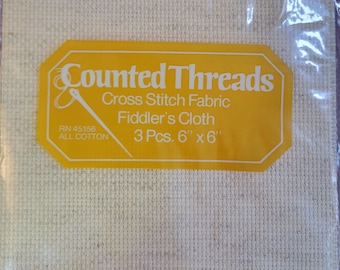 Counted Threads
Cross Stitch Fabric
Fiddler's Cloth
3 Pcs. 6" x 6"
RN 45156
ALL COTTON